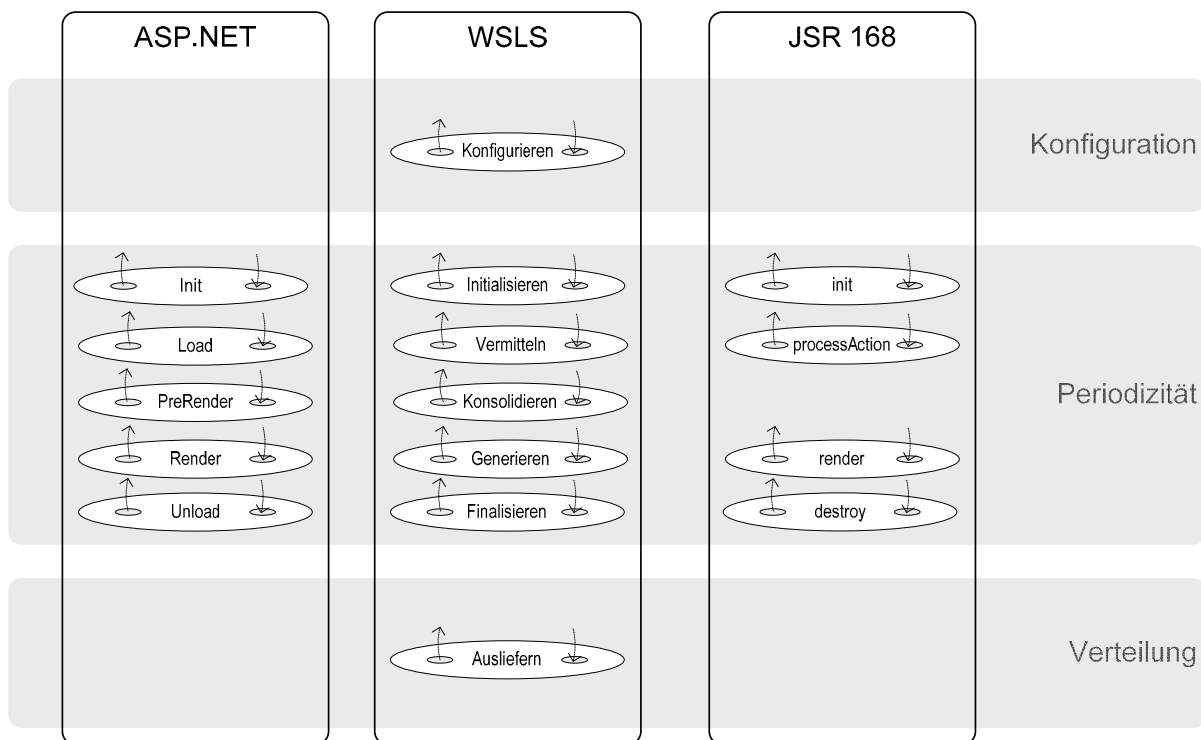 ASP.NET
WSLS
JSR 168
Konfigurieren
Konfiguration
Init
Initialisieren
init
Load
Vermitteln
processAction
PreRender
Konsolidieren
Periodizität
Render
Generieren
render
Unload
Finalisieren
destroy
Ausliefern
Verteilung